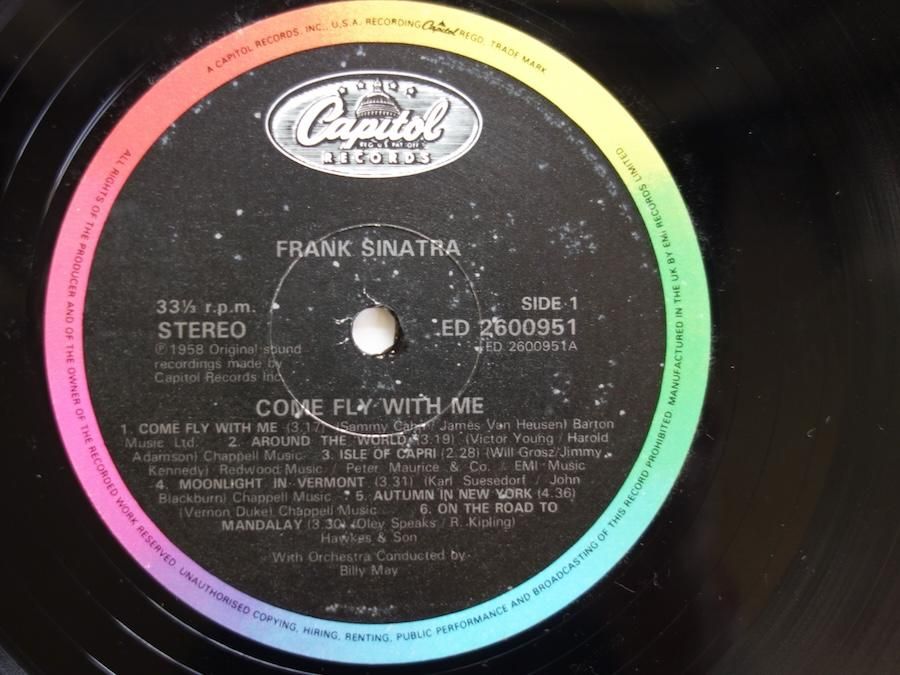 A CAPITOL RECORDS, INC., U.S.A. RECORDING Capitol REGD. TRADE MARK
Capitol
REG. U.S. PAT. OFF.
RECORDS
FRANK SINATRA
33⅓ r.p.m.
STEREO
℗ 1958 Original sound
recordings made by
Capitol Records Inc.
SIDE 1
ED 2600951
ED 2600951A
COME FLY WITH ME
1. COME FLY WITH ME (3.17) (Sammy Cahn / James Van Heusen) Barton
Music Ltd. 2. AROUND THE WORLD (3.19) (Victor Young / Harold
Adamson) Chappell Music 3. ISLE OF CAPRI (2.28) (Will Grosz/Jimmy
Kennedy) Redwood Music / Peter Maurice & Co. / EMI Music
4. MOONLIGHT IN VERMONT (3.31) (Karl Suesedorf / John
Blackburn) Chappell Music 5. AUTUMN IN NEW YORK (4.36)
(Vernon Duke) Chappell Music 6. ON THE ROAD TO
MANDALAY (3.30) (Oley Speaks / R. Kipling)
Hawkes & Son
With Orchestra Conducted by
Billy May
ALL RIGHTS OF THE PRODUCER AND OF THE OWNER OF THE RECORDED WORK RESERVED. UNAUTHORISED COPYING, HIRING, RENTING, PUBLIC PERFORMANCE AND BROADCASTING OF THIS RECORD PROHIBITED. MANUFACTURED IN THE UK BY EMI RECORDS LIMITED